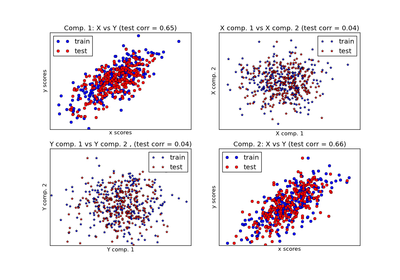 Comp. 1: X vs Y (test corr = 0.65)
train
test
y scores
x scores
X comp. 1 vs X comp. 2 (test corr = 0.04)
train
test
X comp. 2
X comp. 1
Y comp. 1 vs Y comp. 2 , (test corr = 0.04)
train
test
Y comp. 2
Y comp. 1
Comp. 2: X vs Y (test corr = 0.66)
train
test
y scores
x scores